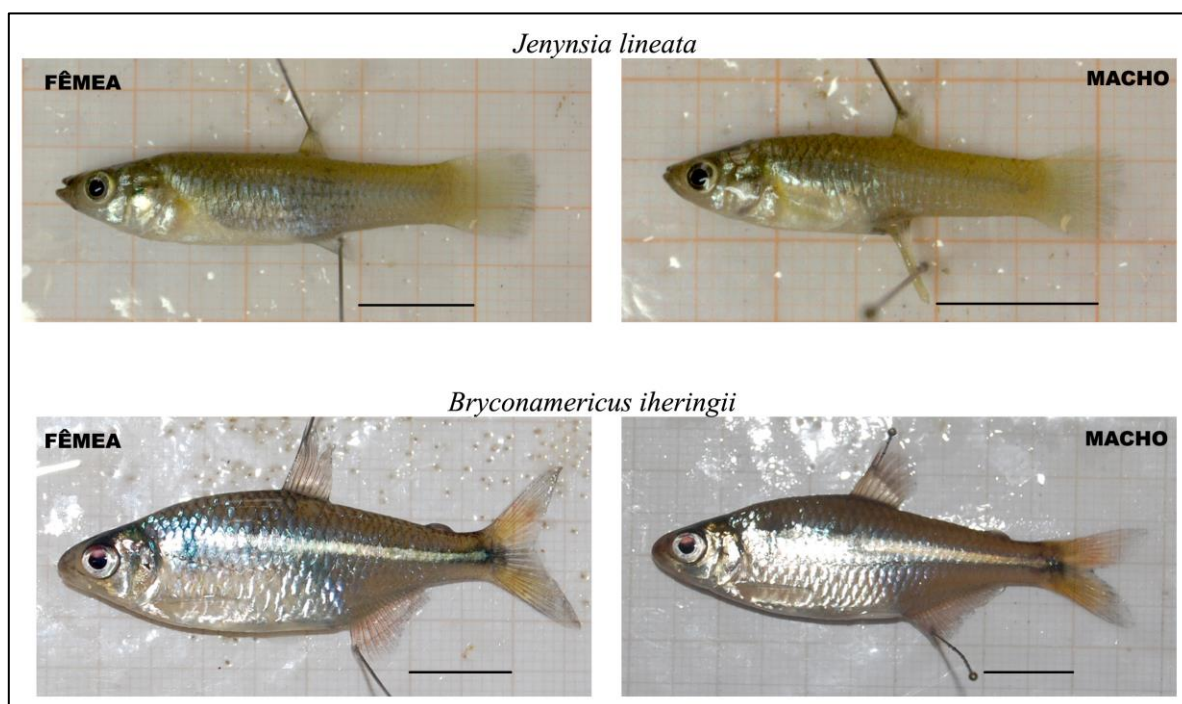 Jenynsia lineata
FÊMEA
MACHO
Bryconamericus iheringii
FÊMEA
MACHO